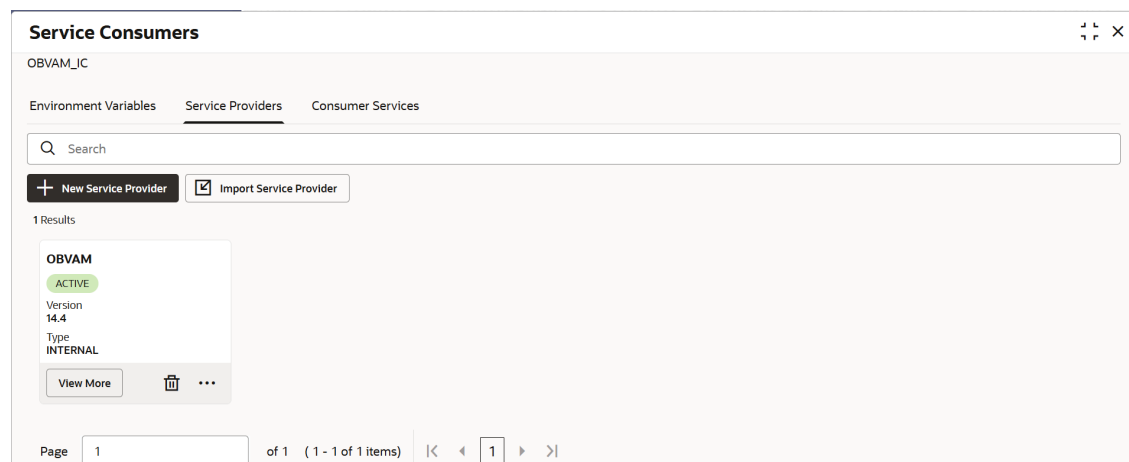 Service Consumers
OBVAM_IC
Environment Variables Service Providers Consumer Services
Search
New Service Provider Import Service Provider
1 Results
OBVAM
ACTIVE
Version
14.4
Type
INTERNAL
View More
Page 1 of 1 ( 1 - 1 of 1 items) 1